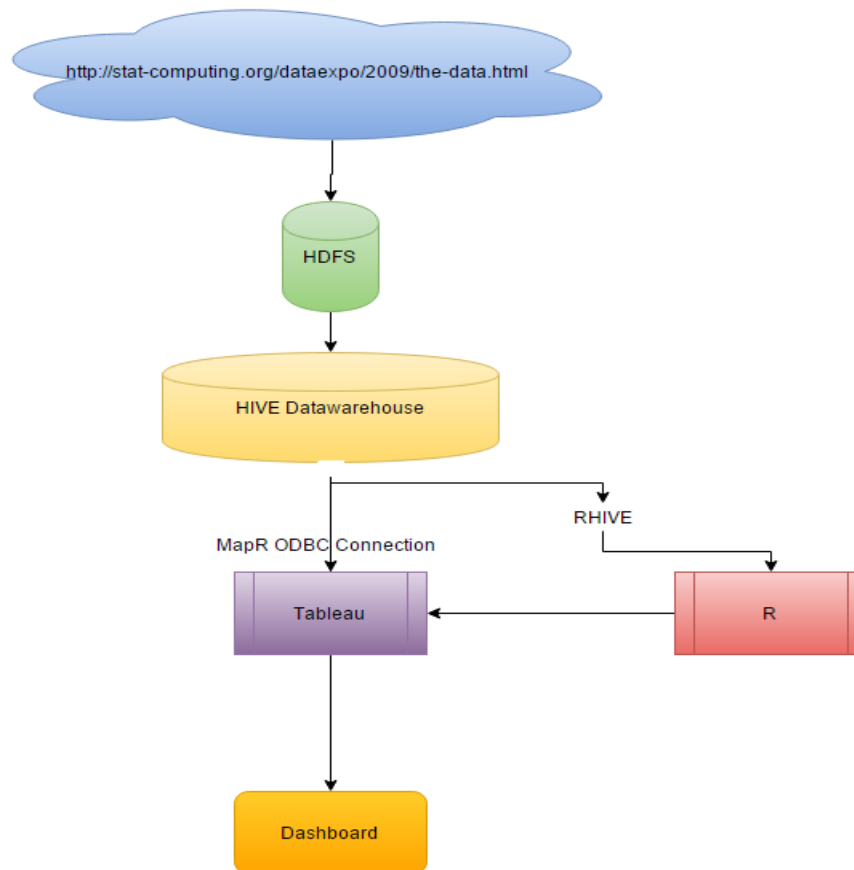 http://stat-computing.org/dataexpo/2009/the-data.html
HDFS
HIVE Datawarehouse
RHIVE
MapR ODBC Connection
Tableau
R
Dashboard